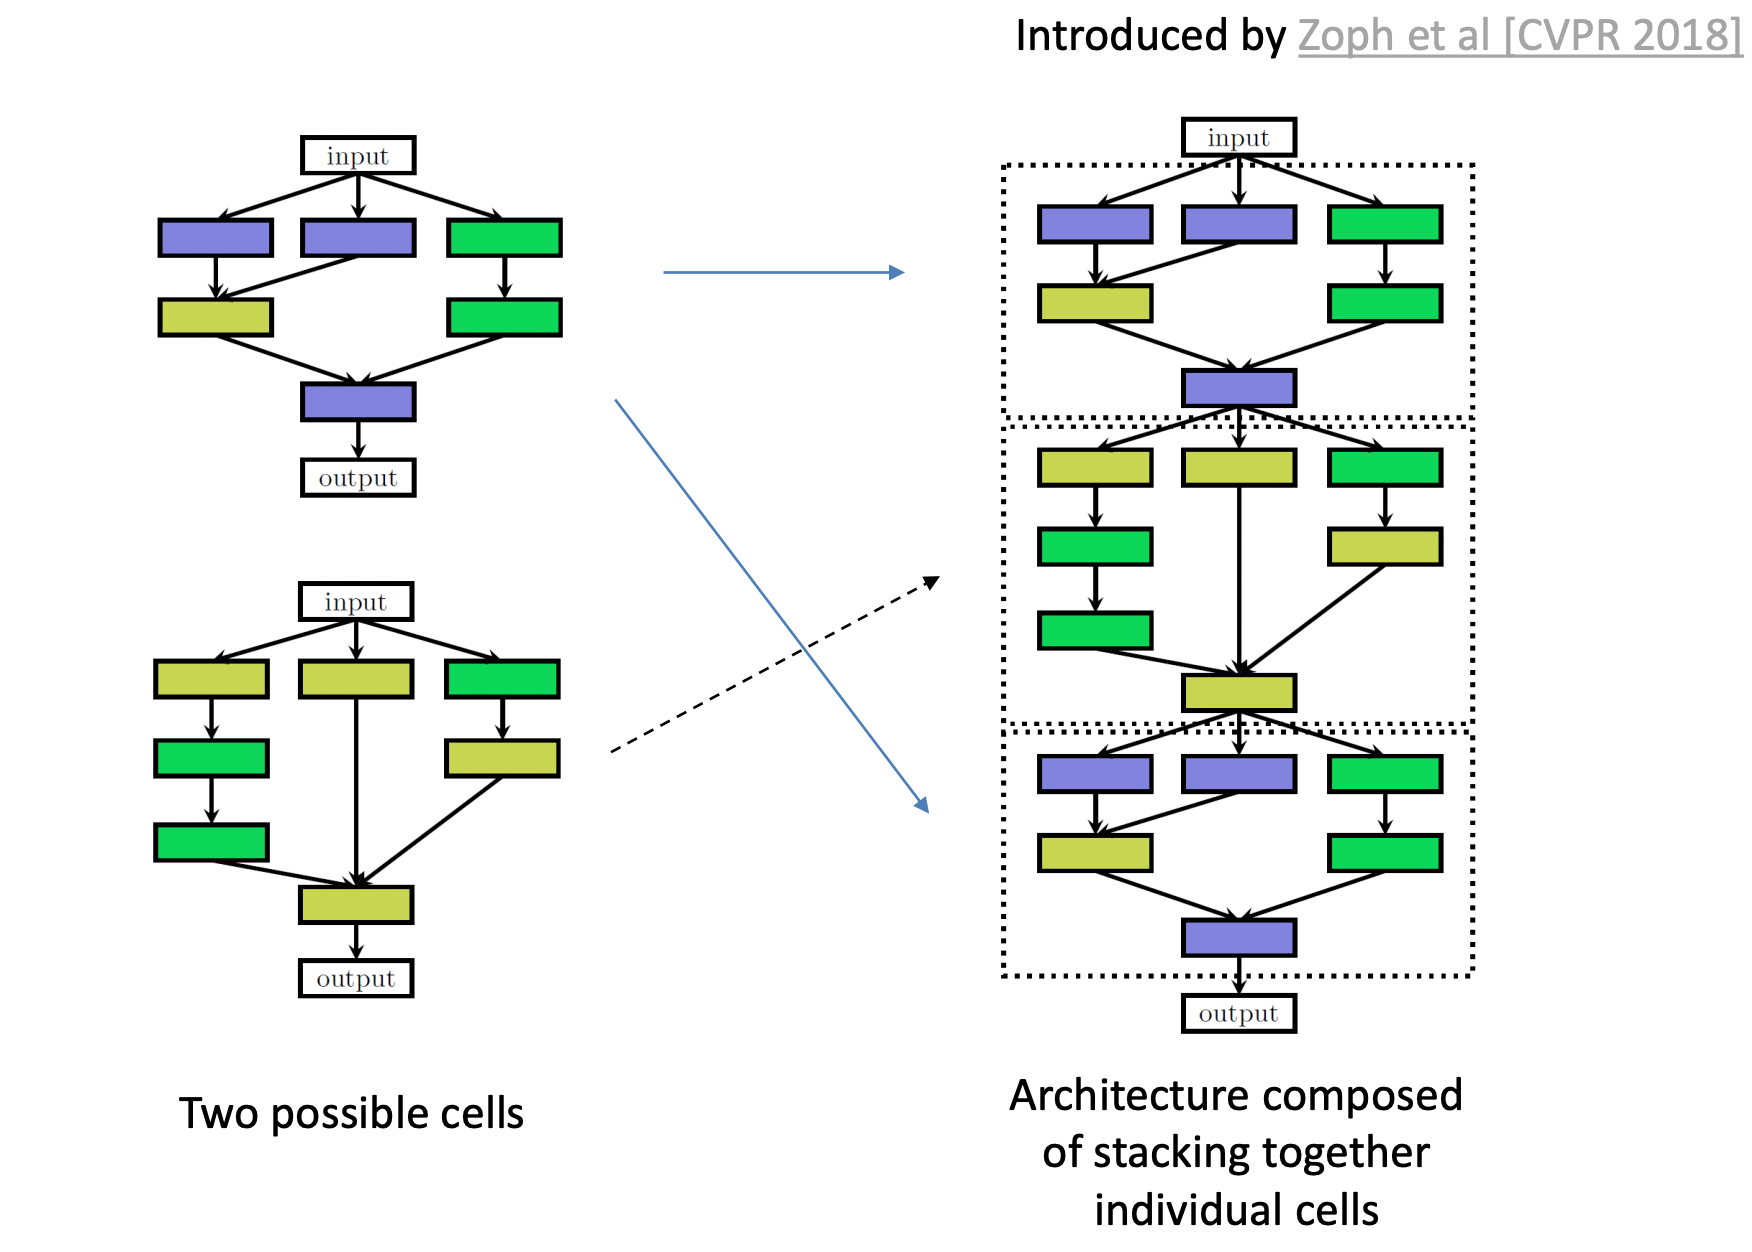 Introduced by Zoph et al [CVPR 2018]
input
output
input
output
Two possible cells
input
output
Architecture composed
of stacking together
individual cells